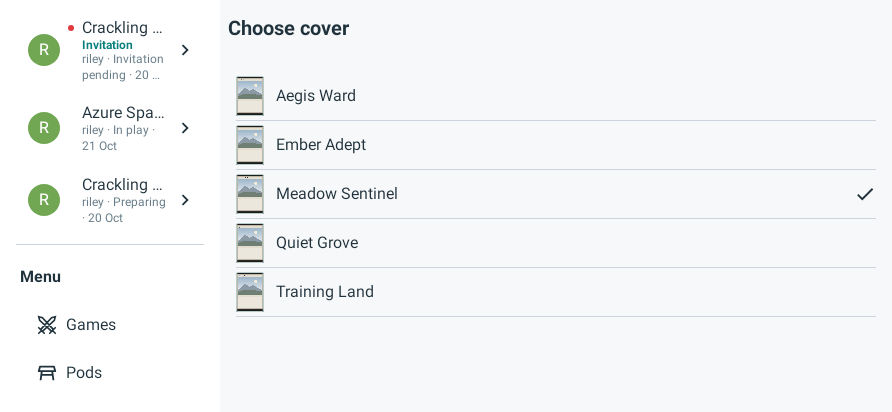 Crackling ...
Invitation
R
riley · Invitation
pending · 20 ...
Azure Spa...
R
riley · In play ·
21 Oct
Crackling ...
R
riley · Preparing
· 20 Oct
Menu
Games
Pods
Choose cover
Aegis Ward
Ember Adept
Meadow Sentinel
Quiet Grove
Training Land